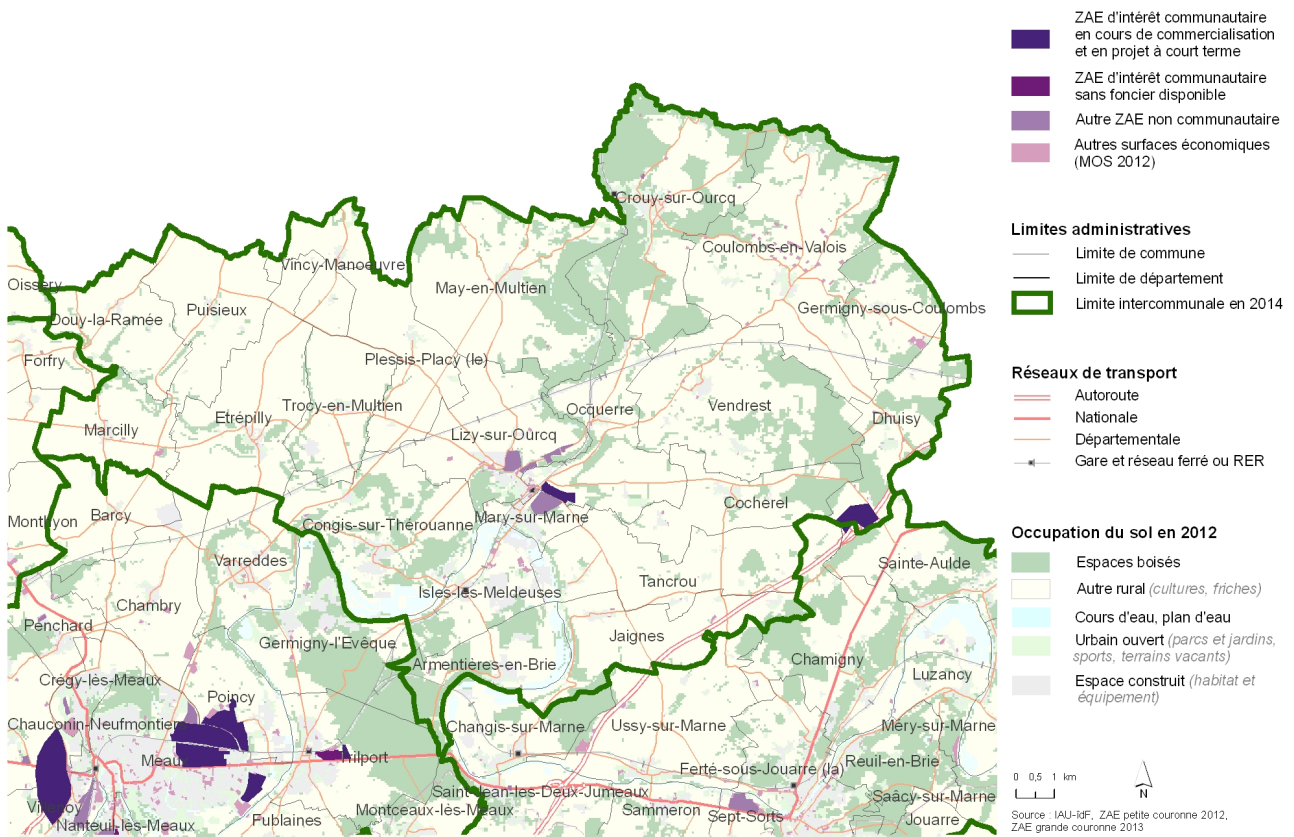 Crouy-sur-Ourcq
Coulombs-en-Valois
Vincy-Manoeuvre
Oissery
May-en-Multien
Puisieux
Germigny-sous-Coulombs
Douy-la-Ramée
Forfry
Plessis-Placy (le)
Trocy-en-Multien
Ocquerre
Vendrest
Etrépilly
Dhuisy
Marcilly
Lizy-sur-Ourcq
Cocherel
Barcy
Mary-sur-Marne
Monthyon
Congis-sur-Thérouanne
Varreddes
Sainte-Aulde
Tancrou
Isles-les-Meldeuses
Chambry
Penchard
Jaignes
Germigny-l'Evêque
Chamigny
Armentières-en-Brie
Luzancy
Crégy-lès-Meaux
Poincy
Chauconin-Neufmontier
Changis-sur-Marne
Ussy-sur-Marne
Méry-sur-Marne
Meau
Trilport
Ferté-sous-Jouarre (la)
Reuil-en-Brie
Saint-Jean-les-Deux-Jumeaux
Saacy-sur-Marne
Villenoy
Montceaux-lès-Meaux
Sammeron
Sept-Sorts
Fublaines
Jouarre
Nanteuil-lès-Meaux
ZAE d'intérêt communautaire
en cours de commercialisation
et en projet à court terme
ZAE d'intérêt communautaire
sans foncier disponible
Autre ZAE non communautaire
Autres surfaces économiques
(MOS 2012)
Limites administratives
Limite de commune
Limite de département
Limite intercommunale en 2014
Réseaux de transport
Autoroute
Nationale
Départementale
Gare et réseau ferré ou RER
Occupation du sol en 2012
Espaces boisés
Autre rural (cultures, friches)
Cours d'eau, plan d'eau
Urbain ouvert (parcs et jardins,
sports, terrains vacants)
Espace construit (habitat et
équipement)
0 0,5 1 km
N
Source : IAU-îdF, ZAE petite couronne 2012,
ZAE grande couronne 2013